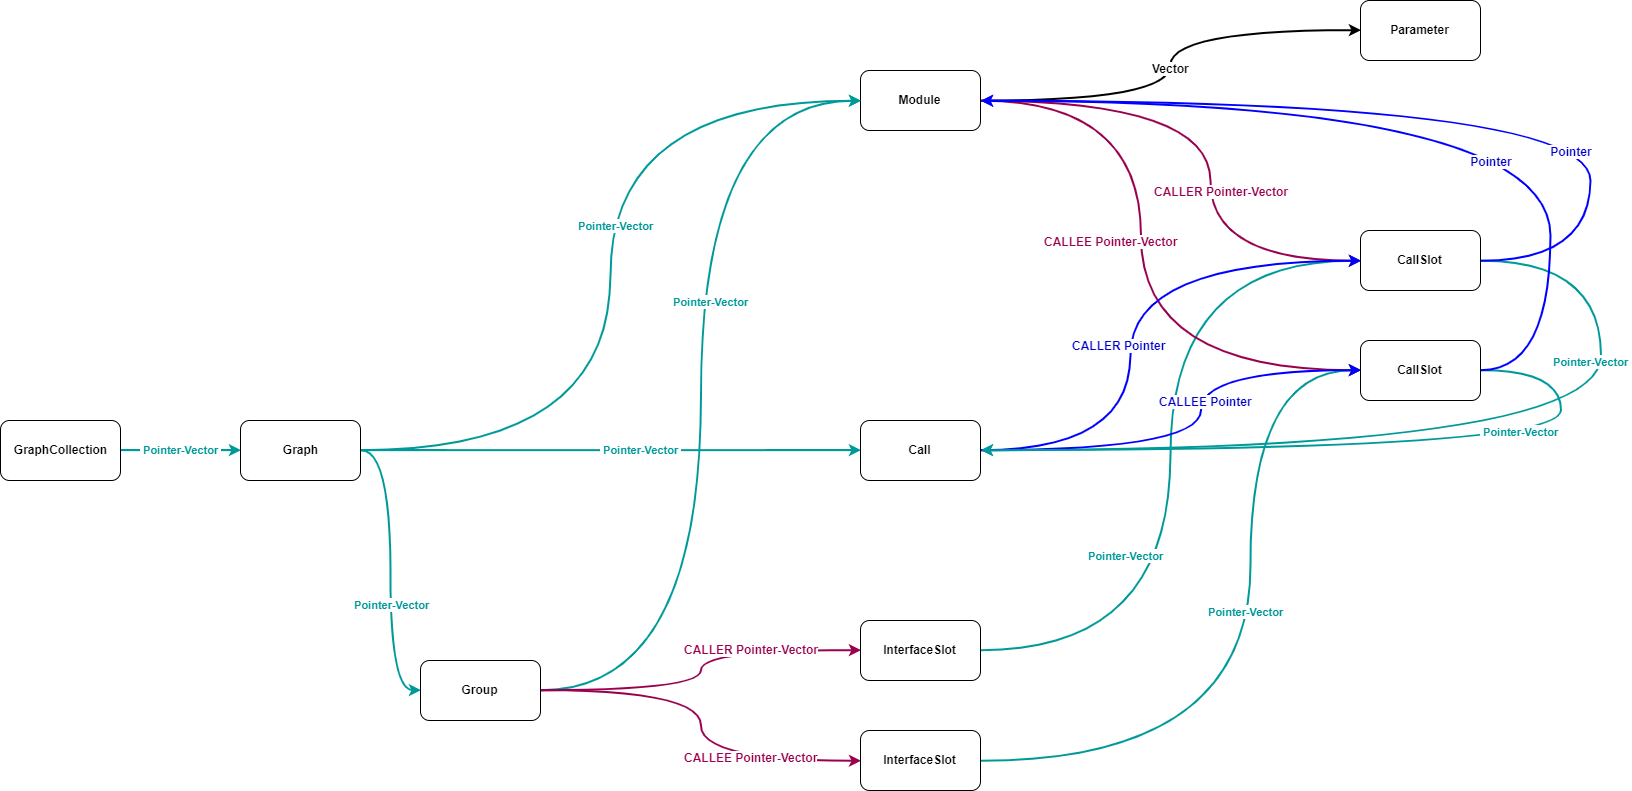 Parameter
Vector
Module
Pointer
Pointer
CALLER Pointer-Vector
Pointer-Vector
CALLEE Pointer-Vector
CallSlot
Pointer-Vector
CALLER Pointer
Pointer-Vector
CallSlot
CALLEE Pointer
Pointer-Vector
GraphCollection
Pointer-Vector
Graph
Pointer-Vector
Call
Pointer-Vector
Pointer-Vector
Pointer-Vector
CALLER Pointer-Vector
InterfaceSlot
Group
CALLEE Pointer-Vector
InterfaceSlot